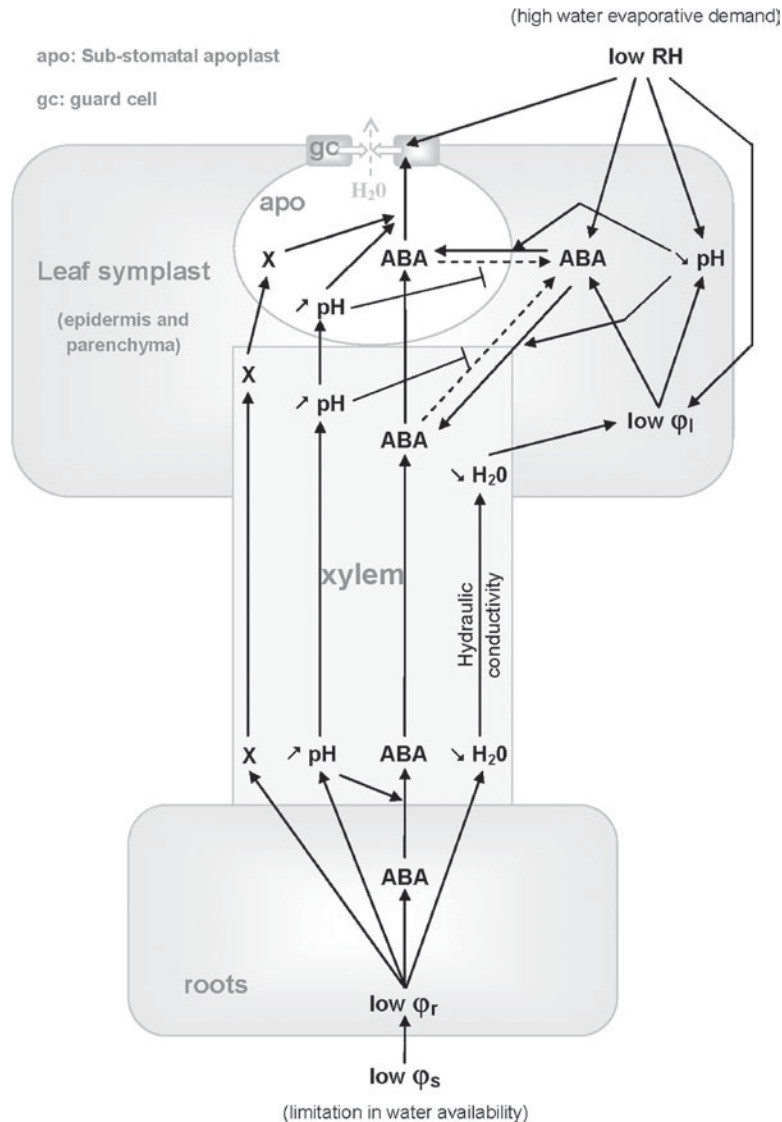 (high water evaporative demand)
apo: Sub-stomatal apoplast
low RH
gc: guard cell
gc
H₂0
apo
Leaf symplast
(epidermis and
parenchyma)
X
ABA
ABA
↘ pH
↗ pH
X
↗ pH
low φl
ABA
↘ H₂0
xylem
Hydraulic
conductivity
X
↗ pH
ABA
↘ H₂0
ABA
roots
low φr
low φs
(limitation in water availability)